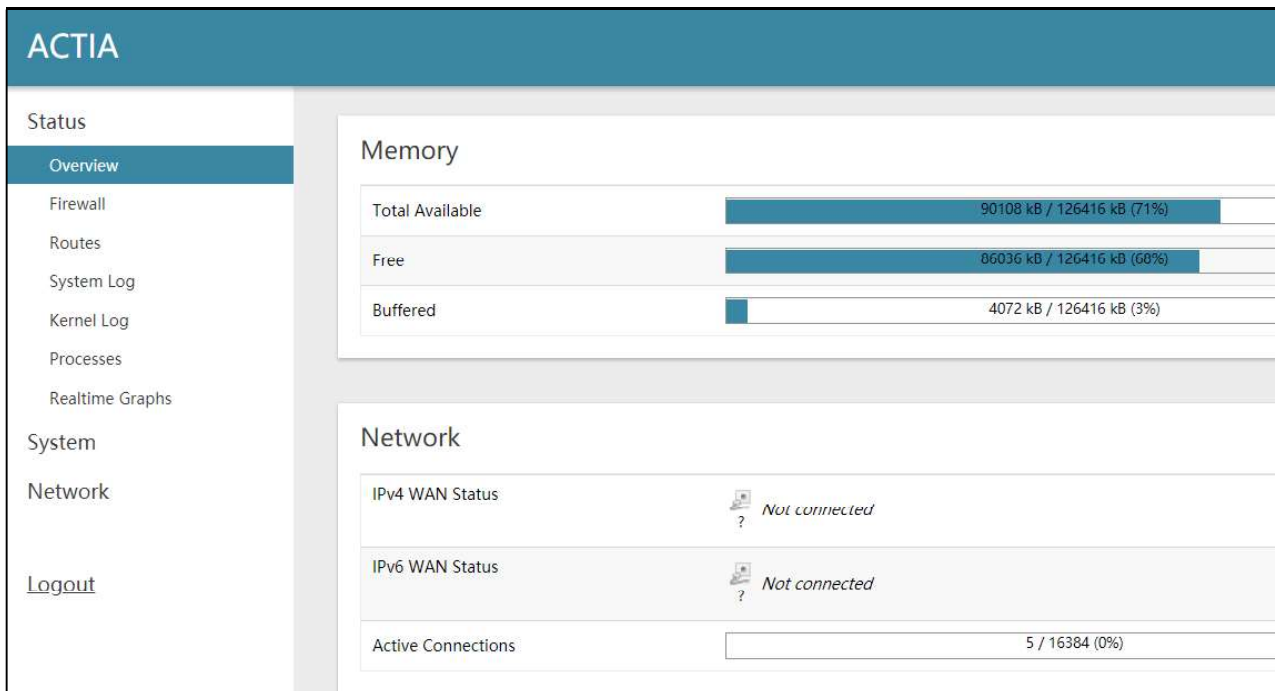 ACTIA
Status
Overview
Firewall
Routes
System Log
Kernel Log
Processes
Realtime Graphs
System
Network
Logout
Memory
Total Available 90108 kB / 126416 kB (71%)
Free 86036 kB / 126416 kB (68%)
Buffered 4072 kB / 126416 kB (3%)
Network
IPv4 WAN Status ? Not connected
IPv6 WAN Status ? Not connected
Active Connections 5 / 16384 (0%)